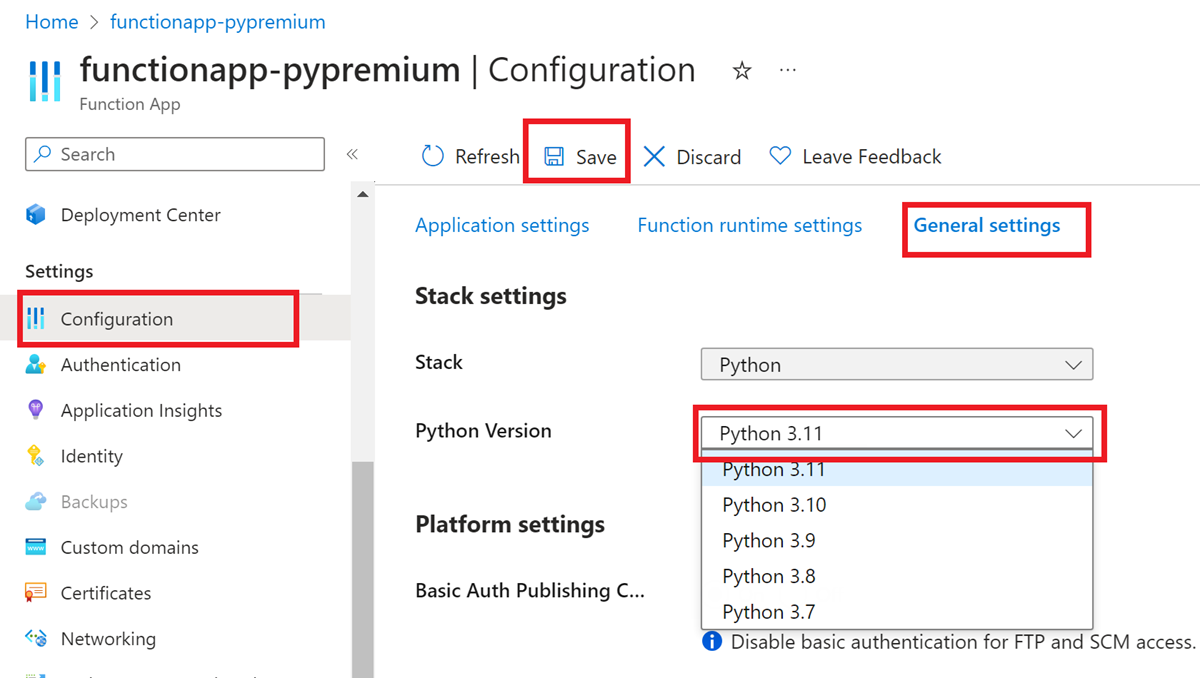 Home > functionapp-pypremium
functionapp-pypremium | Configuration
Function App
Search
Refresh Save Discard Leave Feedback
Deployment Center
Settings
Configuration
Authentication
Application Insights
Identity
Backups
Custom domains
Certificates
Networking
Application settings Function runtime settings General settings
Stack settings
Stack Python
Python Version Python 3.11
Python 3.11
Python 3.10
Python 3.9
Python 3.8
Python 3.7
Platform settings
Basic Auth Publishing C...
Disable basic authentication for FTP and SCM access.